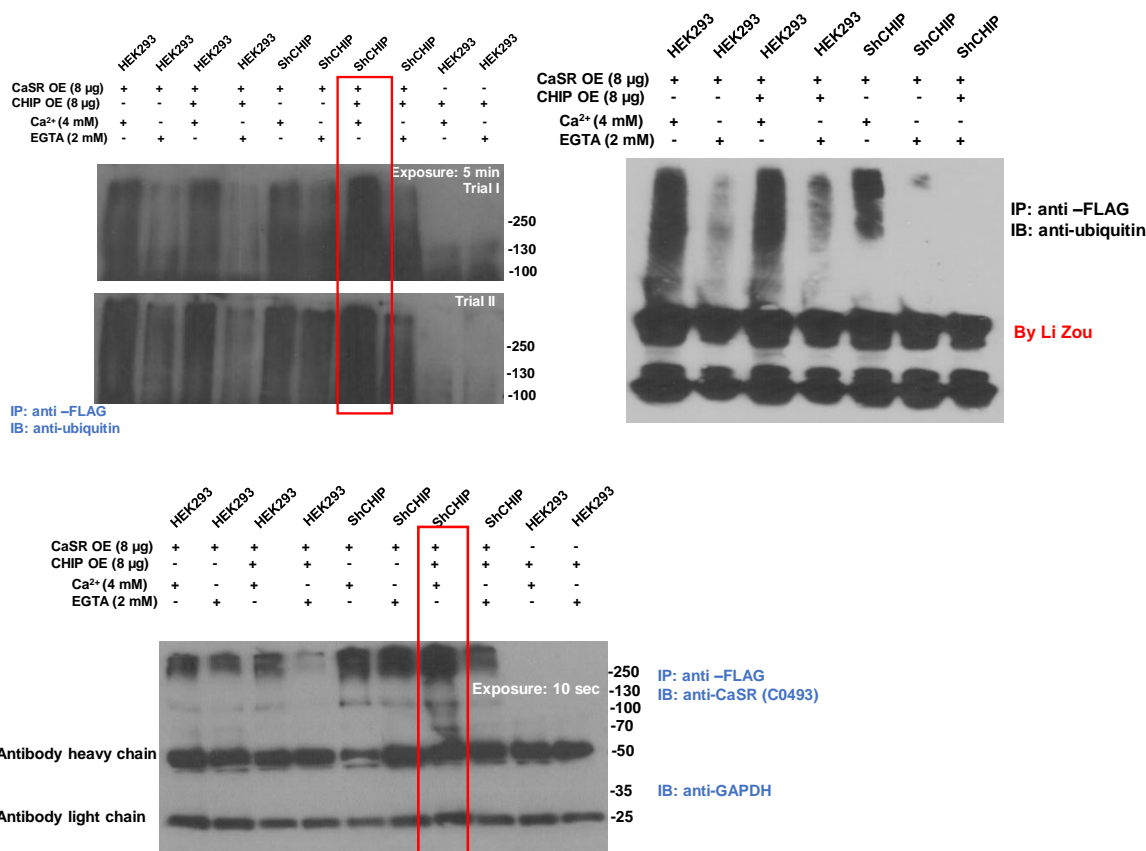 HEK293 HEK293 HEK293 HEK293 ShCHIP ShCHIP ShCHIP ShCHIP HEK293 HEK293
CaSR OE (8 µg) + + + + + + + + - -
CHIP OE (8 µg) - - + + - - + + + +
Ca²⁺ (4 mM) + - + - + - + - + -
EGTA (2 mM) - + - + - + - + - +
Exposure: 5 min
Trial I
-250
-130
-100
Trial II
-250
-130
-100
IP: anti –FLAG
IB: anti-ubiquitin
HEK293 HEK293 HEK293 HEK293 ShCHIP ShCHIP ShCHIP
CaSR OE (8 µg) + + + + + + +
CHIP OE (8 µg) - - + + - - +
Ca²⁺ (4 mM) + - + - + - -
EGTA (2 mM) - + - + - + +
IP: anti –FLAG
IB: anti-ubiquitin
By Li Zou
HEK293 HEK293 HEK293 HEK293 ShCHIP ShCHIP ShCHIP ShCHIP HEK293 HEK293
CaSR OE (8 µg) + + + + + + + + - -
CHIP OE (8 µg) - - + + - - + + + +
Ca²⁺ (4 mM) + - + - + - + - + -
EGTA (2 mM) - + - + - + - + - +
Exposure: 10 sec
-250
-130
-100
-70
-50
-35
-25
IP: anti –FLAG
IB: anti-CaSR (C0493)
Antibody heavy chain
IB: anti-GAPDH
Antibody light chain